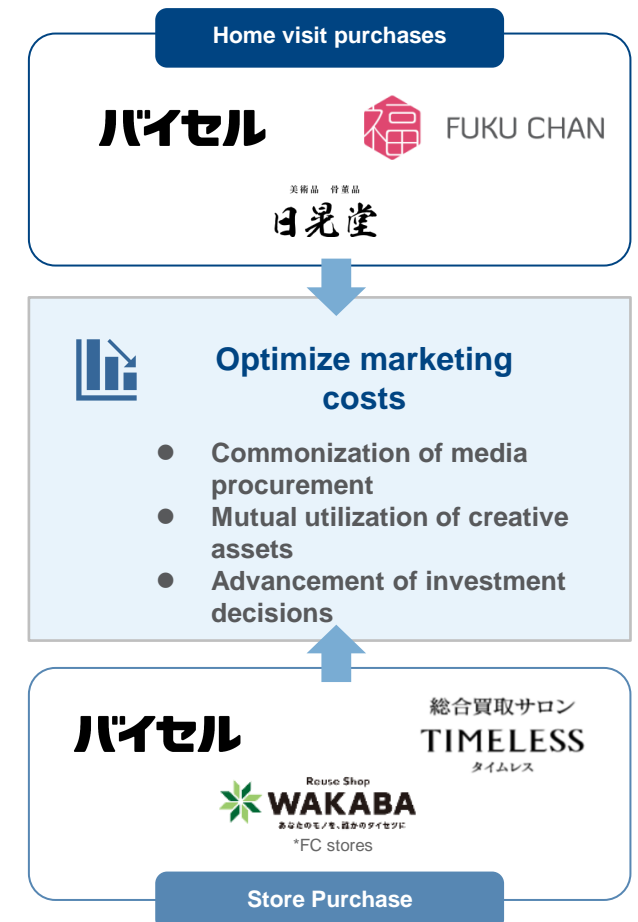 Home visit purchases
バイセル
福 FUKU CHAN
美術品 骨董品
日晃堂
Optimize marketing
costs
● Commonization of media
procurement
● Mutual utilization of creative
assets
● Advancement of investment
decisions
バイセル
総合買取サロン
TIMELESS
タイムレス
Reuse Shop
WAKABA
あなたのモノを、誰かのダイセツに
*FC stores
Store Purchase